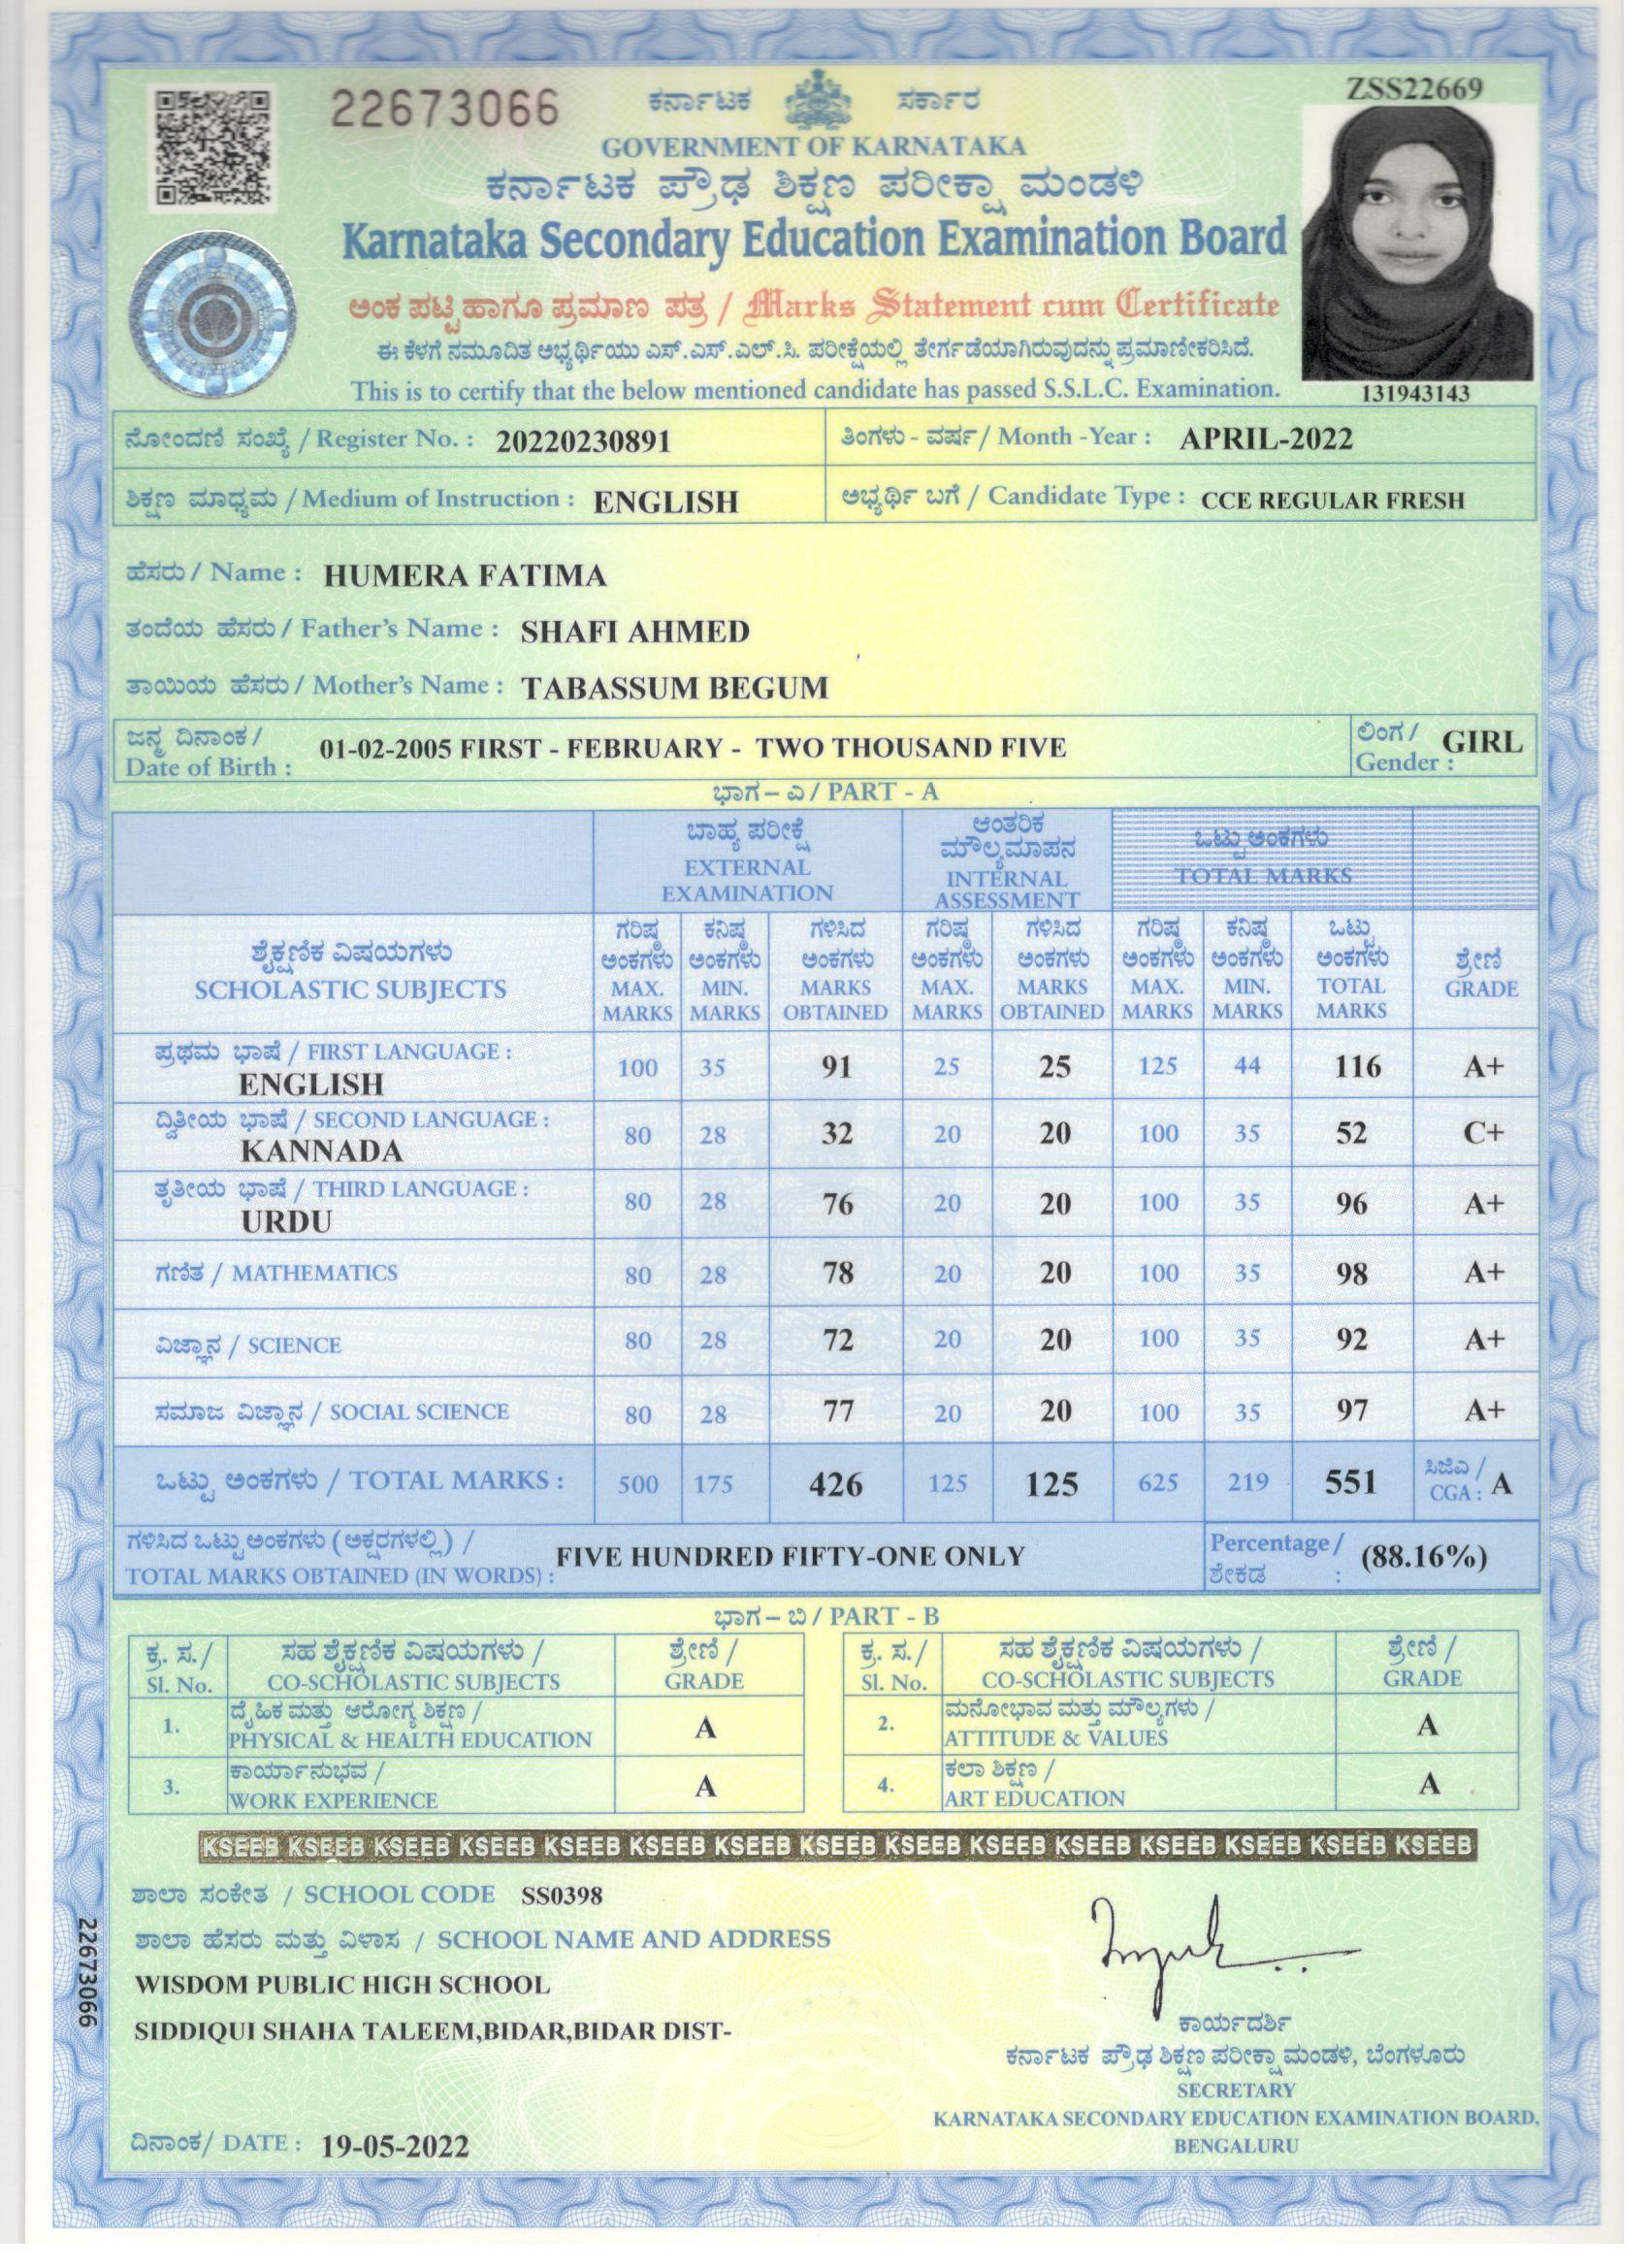 22673066
ಕರ್ನಾಟಕ ಸರ್ಕಾರ
ZSS22669
GOVERNMENT OF KARNATAKA
ಕರ್ನಾಟಕ ಪ್ರೌಢ ಶಿಕ್ಷಣ ಪರೀಕ್ಷಾ ಮಂಡಳಿ
Karnataka Secondary Education Examination Board
ಅಂಕ ಪಟ್ಟಿ ಹಾಗೂ ಪ್ರಮಾಣ ಪತ್ರ / Marks Statement cum Certificate
ಈ ಕೆಳಗೆ ನಮೂದಿತ ಅಭ್ಯರ್ಥಿಯು ಎಸ್.ಎಸ್.ಎಲ್.ಸಿ. ಪರೀಕ್ಷೆಯಲ್ಲಿ ತೇರ್ಗಡೆಯಾಗಿರುವುದನ್ನು ಪ್ರಮಾಣೀಕರಿಸಿದೆ.
This is to certify that the below mentioned candidate has passed S.S.L.C. Examination.
131943143
ನೋಂದಣಿ ಸಂಖ್ಯೆ / Register No. : 20220230891
ತಿಂಗಳು - ವರ್ಷ / Month -Year : APRIL-2022
ಶಿಕ್ಷಣ ಮಾಧ್ಯಮ / Medium of Instruction : ENGLISH
ಅಭ್ಯರ್ಥಿ ಬಗೆ / Candidate Type : CCE REGULAR FRESH
ಹೆಸರು / Name : HUMERA FATIMA
ತಂದೆಯ ಹೆಸರು / Father's Name : SHAFI AHMED
ತಾಯಿಯ ಹೆಸರು / Mother's Name : TABASSUM BEGUM
ಜನ್ಮ ದಿನಾಂಕ /
Date of Birth : 01-02-2005 FIRST - FEBRUARY - TWO THOUSAND FIVE
ಲಿಂಗ /
Gender : GIRL
ಭಾಗ – ಎ / PART - A
ಬಾಹ್ಯ ಪರೀಕ್ಷೆ
EXTERNAL
EXAMINATION
ಆಂತರಿಕ
ಮೌಲ್ಯಮಾಪನ
INTERNAL
ASSESSMENT
ಒಟ್ಟು ಅಂಕಗಳು
TOTAL MARKS
ಶೈಕ್ಷಣಿಕ ವಿಷಯಗಳು
SCHOLASTIC SUBJECTS
ಗರಿಷ್ಠ ಅಂಕಗಳು MAX. MARKS
ಕನಿಷ್ಠ ಅಂಕಗಳು MIN. MARKS
ಗಳಿಸಿದ ಅಂಕಗಳು MARKS OBTAINED
ಗರಿಷ್ಠ ಅಂಕಗಳು MAX. MARKS
ಗಳಿಸಿದ ಅಂಕಗಳು MARKS OBTAINED
ಗರಿಷ್ಠ ಅಂಕಗಳು MAX. MARKS
ಕನಿಷ್ಠ ಅಂಕಗಳು MIN. MARKS
ಒಟ್ಟು ಅಂಕಗಳು TOTAL MARKS
ಶ್ರೇಣಿ GRADE
ಪ್ರಥಮ ಭಾಷೆ / FIRST LANGUAGE :
ENGLISH 100 35 91 25 25 125 44 116 A+
ದ್ವಿತೀಯ ಭಾಷೆ / SECOND LANGUAGE :
KANNADA 80 28 32 20 20 100 35 52 C+
ತೃತೀಯ ಭಾಷೆ / THIRD LANGUAGE :
URDU 80 28 76 20 20 100 35 96 A+
ಗಣಿತ / MATHEMATICS 80 28 78 20 20 100 35 98 A+
ವಿಜ್ಞಾನ / SCIENCE 80 28 72 20 20 100 35 92 A+
ಸಮಾಜ ವಿಜ್ಞಾನ / SOCIAL SCIENCE 80 28 77 20 20 100 35 97 A+
ಒಟ್ಟು ಅಂಕಗಳು / TOTAL MARKS : 500 175 426 125 125 625 219 551 ಸಿಜಿಎ / CGA : A
ಗಳಿಸಿದ ಒಟ್ಟು ಅಂಕಗಳು (ಅಕ್ಷರಗಳಲ್ಲಿ) /
TOTAL MARKS OBTAINED (IN WORDS) : FIVE HUNDRED FIFTY-ONE ONLY
Percentage /
ಶೇಕಡ : (88.16%)
ಭಾಗ – ಬಿ / PART - B
ಕ್ರ. ಸ. / ಸಹ ಶೈಕ್ಷಣಿಕ ವಿಷಯಗಳು / ಶ್ರೇಣಿ / ಕ್ರ. ಸ. / ಸಹ ಶೈಕ್ಷಣಿಕ ವಿಷಯಗಳು / ಶ್ರೇಣಿ /
Sl. No. CO-SCHOLASTIC SUBJECTS GRADE Sl. No. CO-SCHOLASTIC SUBJECTS GRADE
1. ದೈಹಿಕ ಮತ್ತು ಆರೋಗ್ಯ ಶಿಕ್ಷಣ /
PHYSICAL & HEALTH EDUCATION A
2. ಮನೋಭಾವ ಮತ್ತು ಮೌಲ್ಯಗಳು /
ATTITUDE & VALUES A
3. ಕಾರ್ಯಾನುಭವ /
WORK EXPERIENCE A
4. ಕಲಾ ಶಿಕ್ಷಣ /
ART EDUCATION A
KSEEB KSEEB KSEEB KSEEB KSEEB KSEEB KSEEB KSEEB KSEEB KSEEB KSEEB KSEEB KSEEB KSEEB KSEEB
ಶಾಲಾ ಸಂಕೇತ / SCHOOL CODE SS0398
ಶಾಲಾ ಹೆಸರು ಮತ್ತು ವಿಳಾಸ / SCHOOL NAME AND ADDRESS
WISDOM PUBLIC HIGH SCHOOL
SIDDIQUI SHAHA TALEEM,BIDAR,BIDAR DIST-
22673066
ಕಾರ್ಯದರ್ಶಿ
ಕರ್ನಾಟಕ ಪ್ರೌಢ ಶಿಕ್ಷಣ ಪರೀಕ್ಷಾ ಮಂಡಳಿ, ಬೆಂಗಳೂರು
SECRETARY
KARNATAKA SECONDARY EDUCATION EXAMINATION BOARD,
BENGALURU
ದಿನಾಂಕ/ DATE : 19-05-2022